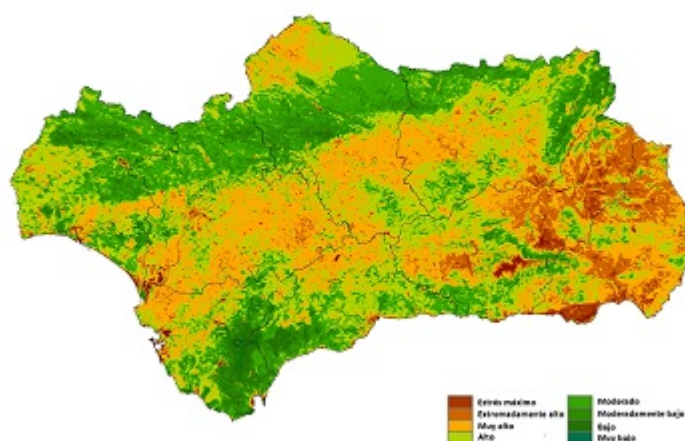 Estrés máximo
Extremadamente alto
Muy alto
Alto
Moderado
Moderadamente bajo
Bajo
Muy bajo